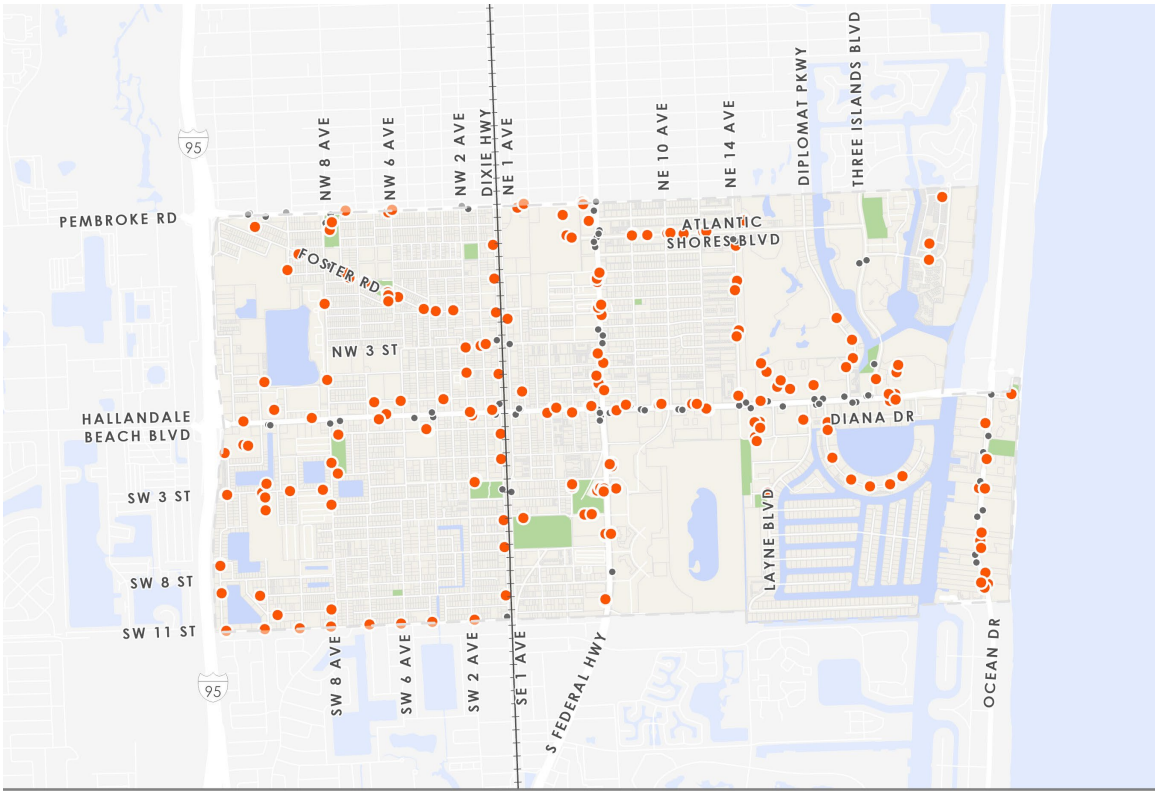 NW 8 AVE
NW 6 AVE
NW 2 AVE
DIXIE HWY
NE 1 AVE
NE 10 AVE
NE 14 AVE
DIPLOMAT PKWY
THREE ISLANDS BLVD
95
PEMBROKE RD
ATLANTIC
SHORES BLVD
FOSTER RD
NW 3 ST
HALLANDALE
BEACH BLVD
DIANA DR
SW 3 ST
LAYNE BLVD
SW 8 ST
SW 11 ST
95
SW 8 AVE
SW 6 AVE
SW 2 AVE
SE 1 AVE
S FEDERAL HWY
OCEAN DR